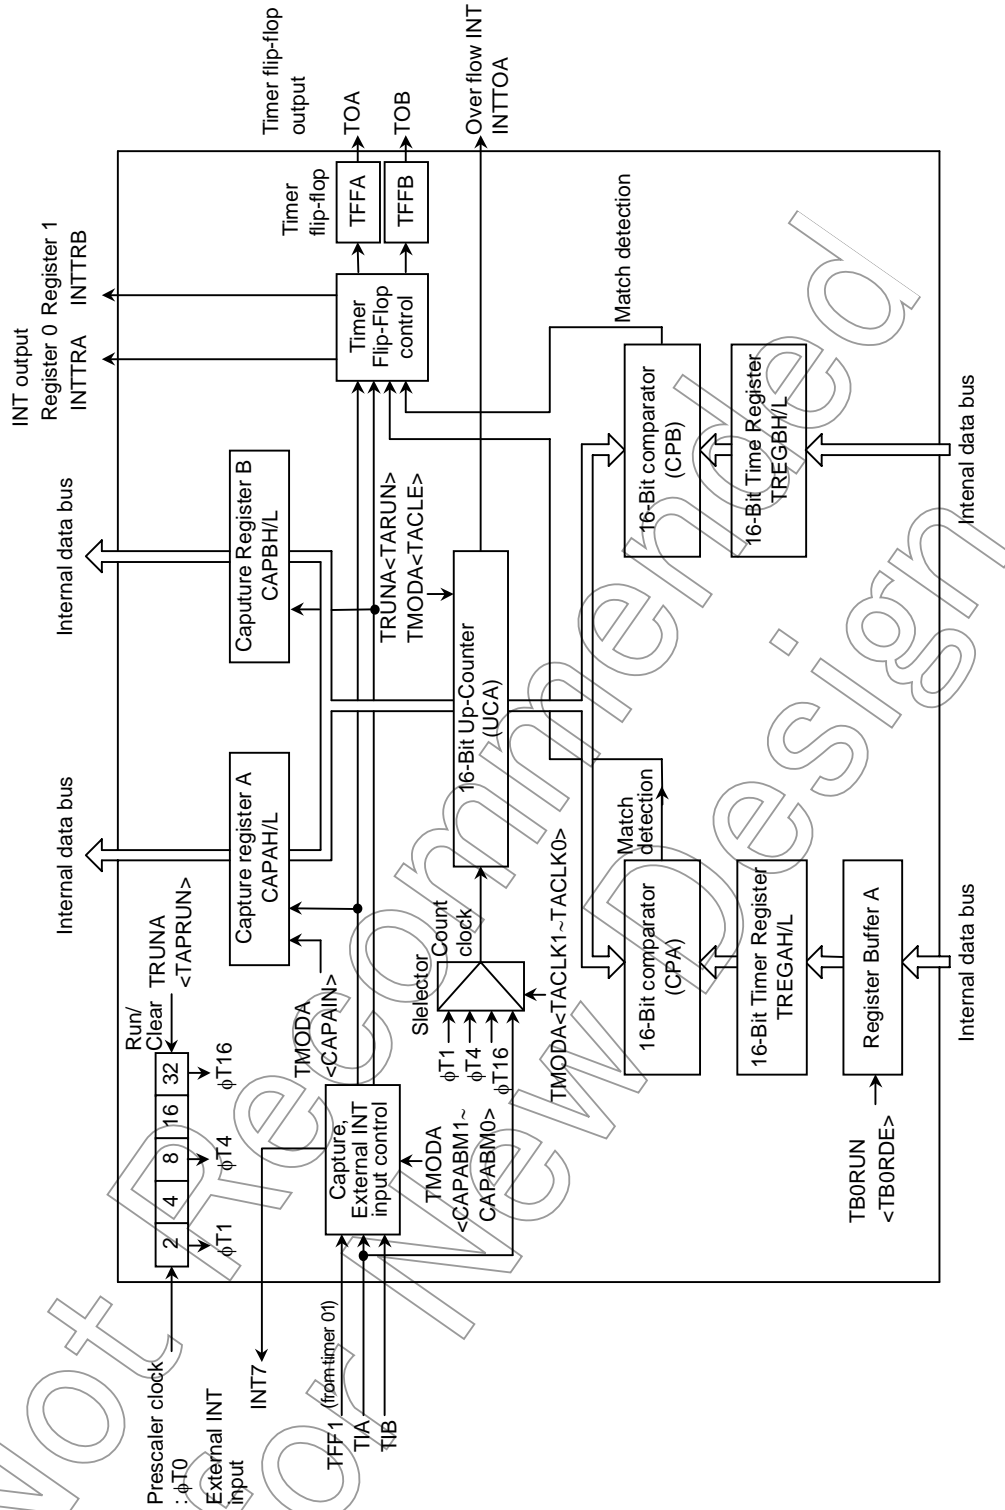 Prescaler clock
: ϕT0
External INT
input
2 4 8 16 32
ϕT1
ϕT4
ϕT16
Run/
Clear
TRUNA
<TAPRUN>
INT7
TFF1 (from timer 01)
TIA
TIB
Capture,
External INT
input control
TMODA
<CAPABM1~
CAPABM0>
TMODA
<CAPAIN>
Internal data bus
Capture register A
CAPAH/L
Internal data bus
Caputure Register B
CAPBH/L
INT output
Register 0 Register 1
INTTRA INTTRB
Timer
Flip-Flop
control
Timer
flip-flop
TFFA
TFFB
Timer flip-flop
output
TOA
TOB
Over flow INT
INTTOA
Slelector
ϕT1
ϕT4
ϕT16
Count
clock
TMODA<TACLK1~TACLK0>
TRUNA<TARUN>
TMODA<TACLE>
16-Bit Up-Counter
(UCA)
Match
detection
Match detection
16-Bit comparator
(CPA)
16-Bit Timer Register
TREGAH/L
Register Buffer A
TB0RUN
<TB0RDE>
Internal data bus
16-Bit comparator
(CPB)
16-Bit Time Register
TREGBH/L
Intenal data bus
Not Recommended
for New Design